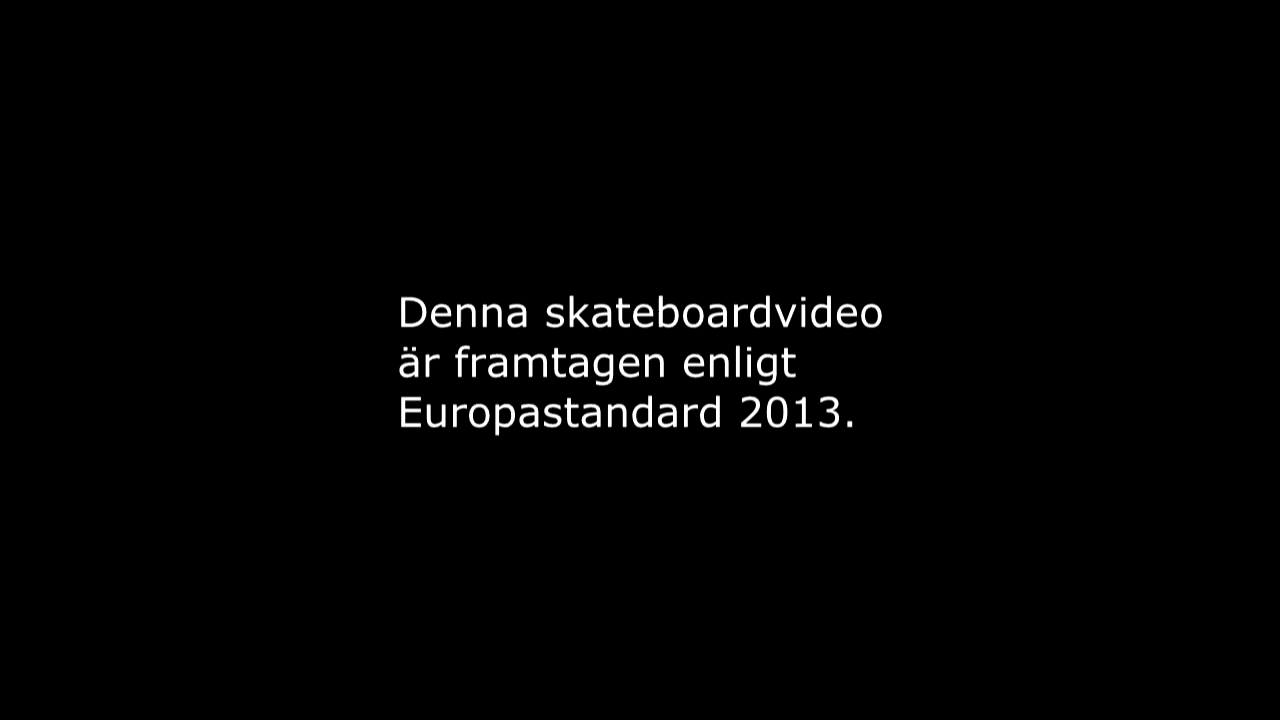 Denna skateboardvideo
är framtagen enligt
Europastandard 2013.